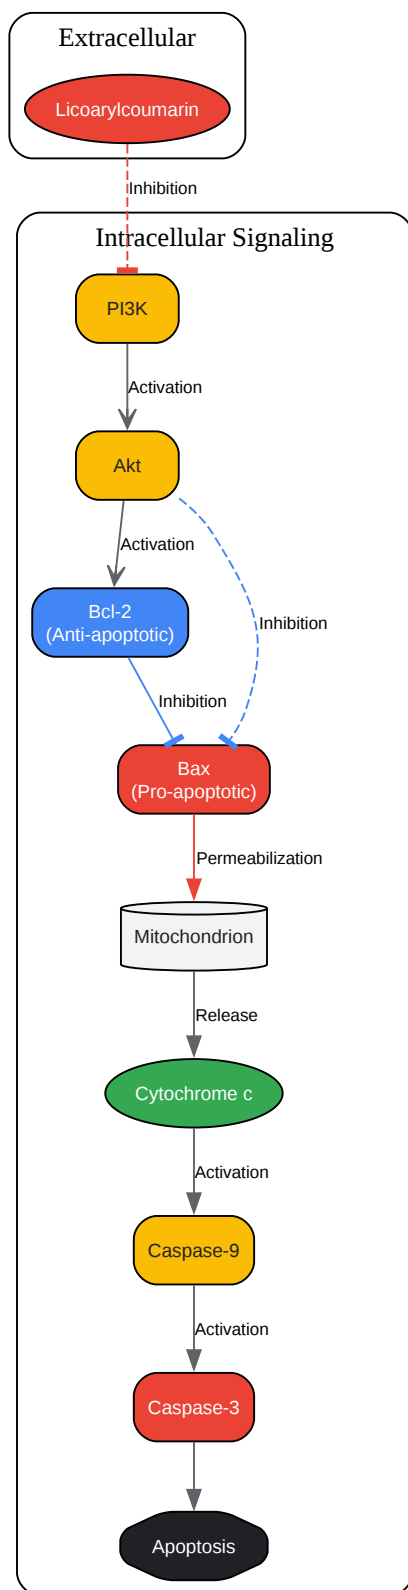 Extracellular
Licoarylcoumarin
Inhibition
Intracellular Signaling
PI3K
Activation
Akt
Activation
Bcl-2
(Anti-apoptotic)
Inhibition
Inhibition
Bax
(Pro-apoptotic)
Permeabilization
Mitochondrion
Release
Cytochrome c
Activation
Caspase-9
Activation
Caspase-3
Apoptosis